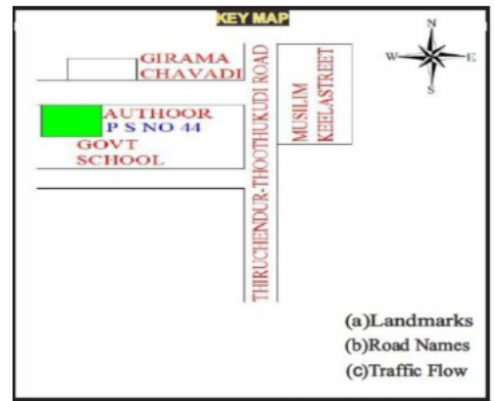 KEY MAP
N
W
E
S
GIRAMA
CHAVADI
AUTHOOR
P S NO 44
GOVT
SCHOOL
THIRUCHENDUR-THOOTHUKUDI ROAD
MUSILIM
KEELASTREET
(a)Landmarks
(b)Road Names
(c)Traffic Flow